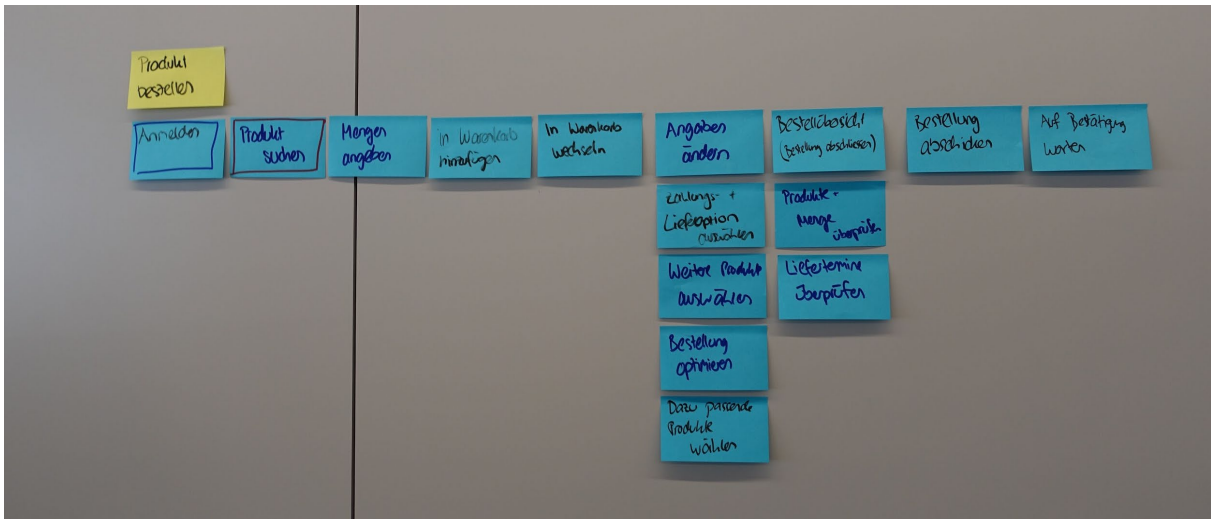 Produkt
bestellen
Anmelden
Produkt
suchen
Mengen
angeben
in Warenkorb
hinzufügen
In Warenkorb
wechseln
Angaben
ändern
Bestellübersicht
(Bestellung abschliessen)
Bestellung
abschicken
Auf Bestätigung
warten
Zahlungs- +
Lieferoption
auswählen
Produkte -
Menge
überprüfen
Weitere Produkte
auswählen
Liefertermine
überprüfen
Bestellung
optimieren
Dazu passende
Produkte
wählen